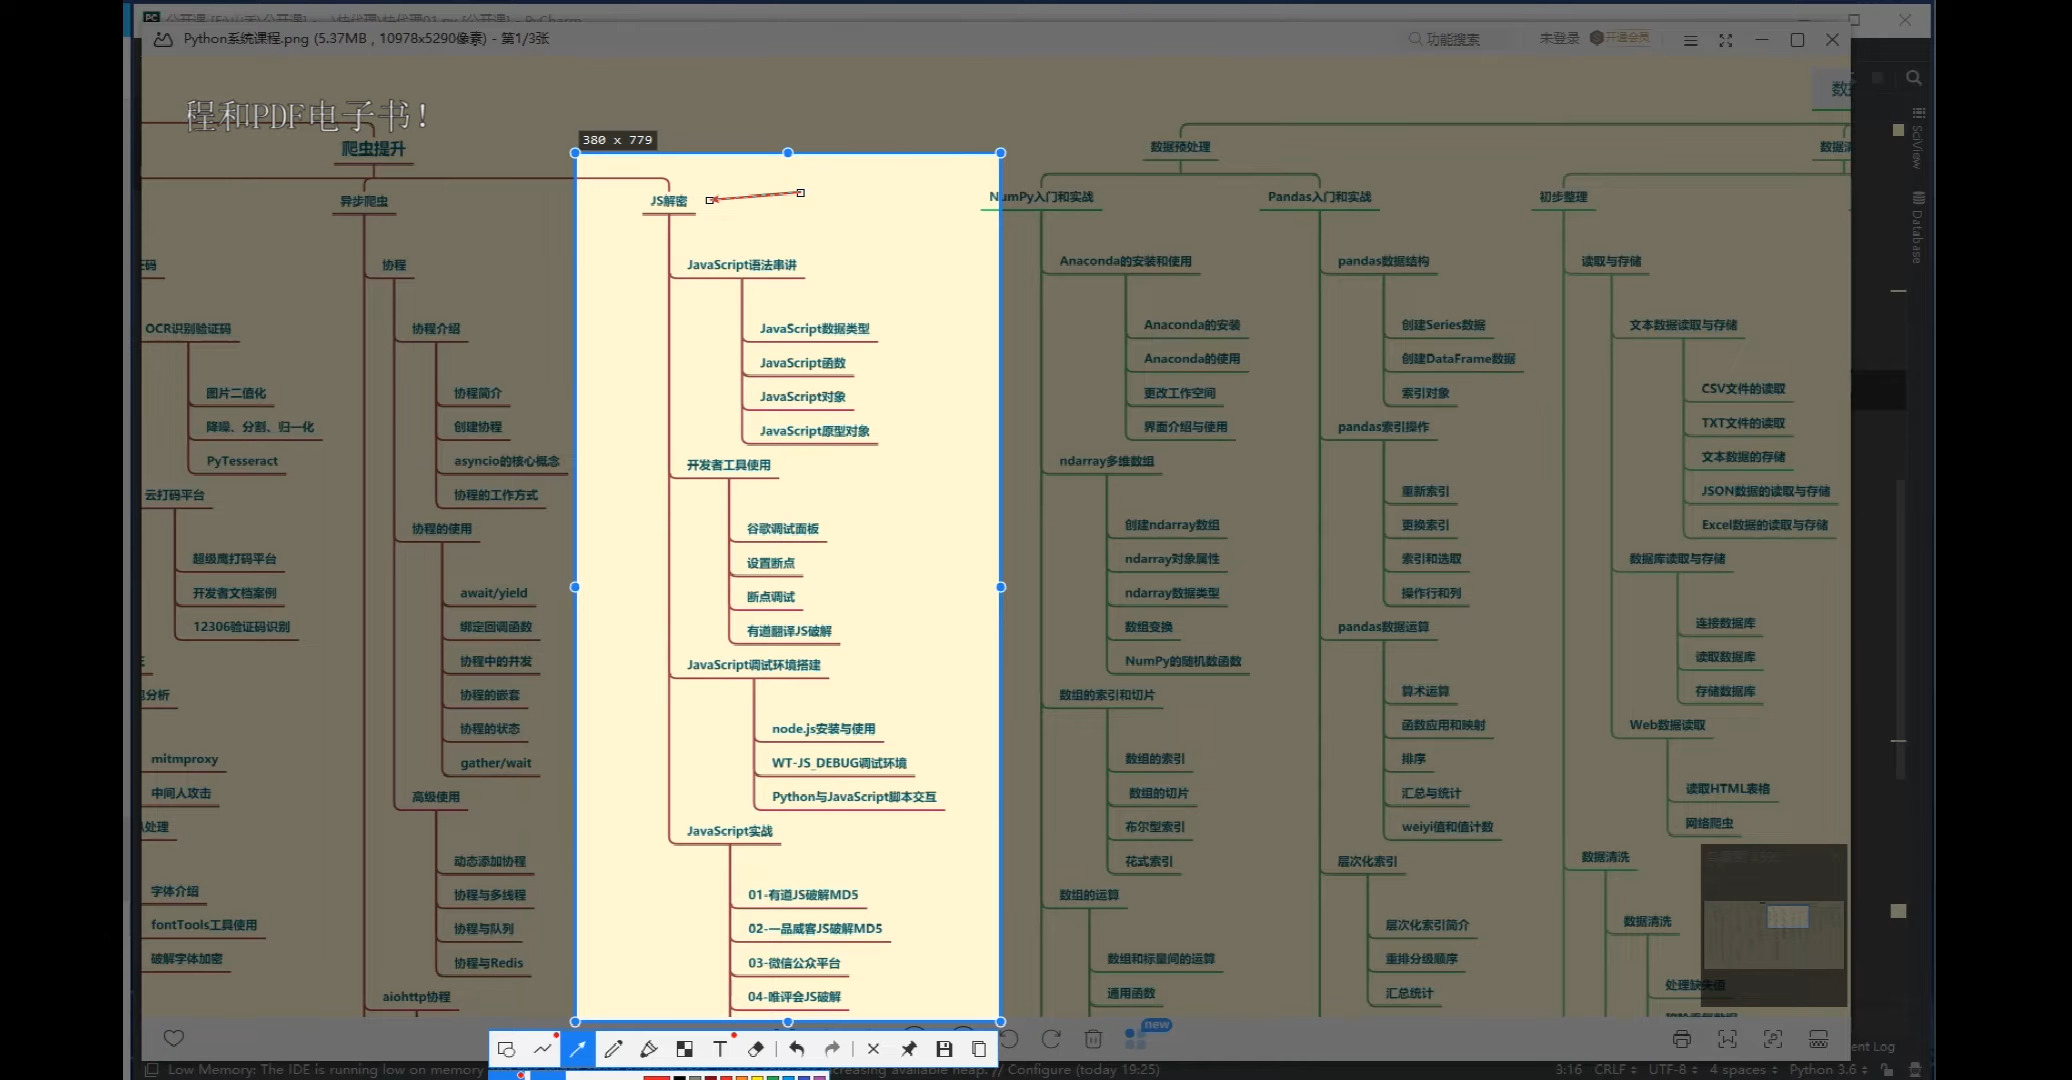 Python系统课程.png (5.37MB , 10978x5290像素) - 第1/3张
功能搜索
未登录
开通会员
程和PDF电子书!
380 x 779
爬虫提升
异步爬虫
协程
OCR识别验证码
图片二值化
降噪、分割、归一化
PyTesseract
云打码平台
超级鹰打码平台
开发者文档案例
12306验证码识别
mitmproxy
中间人攻击
字体介绍
fontTools工具使用
破解字体加密
协程介绍
协程简介
创建协程
asyncio的核心概念
协程的工作方式
协程的使用
await/yield
绑定回调函数
协程中的并发
协程的嵌套
协程的状态
gather/wait
高级使用
动态添加协程
协程与多线程
协程与队列
协程与Redis
aiohttp协程
JS解密
JavaScript语法串讲
JavaScript数据类型
JavaScript函数
JavaScript对象
JavaScript原型对象
开发者工具使用
谷歌调试面板
设置断点
断点调试
有道翻译JS破解
JavaScript调试环境搭建
node.js安装与使用
WT-JS_DEBUG调试环境
Python与JavaScript脚本交互
JavaScript实战
01-有道JS破解MD5
02-一品威客JS破解MD5
03-微信公众平台
04-唯评会JS破解
数据预处理
NumPy入门和实战
Anaconda的安装和使用
Anaconda的安装
Anaconda的使用
更改工作空间
界面介绍与使用
ndarray多维数组
创建ndarray数组
ndarray对象属性
ndarray数据类型
数组变换
NumPy的随机数函数
数组的索引和切片
数组的索引
数组的切片
布尔型索引
花式索引
数组的运算
数组和标量间的运算
通用函数
Pandas入门和实战
pandas数据结构
创建Series数据
创建DataFrame数据
索引对象
pandas索引操作
重新索引
更换索引
索引和选取
操作行和列
pandas数据运算
算术运算
函数应用和映射
排序
汇总与统计
weiyi值和值计数
层次化索引
层次化索引简介
重排分级顺序
汇总统计
初步整理
读取与存储
文本数据读取与存储
CSV文件的读取
TXT文件的读取
文本数据的存储
JSON数据的读取与存储
Excel数据的读取与存储
数据库读取与存储
连接数据库
读取数据库
存储数据库
Web数据读取
读取HTML表格
网络爬虫
数据清洗
数据清洗
处理缺失值
SciView
Database
new
Low Memory: The IDE is running low on memory
increasing available heap. // Configure (today 19:25)
3:16 CRLF UTF-8 4 spaces Python 3.6